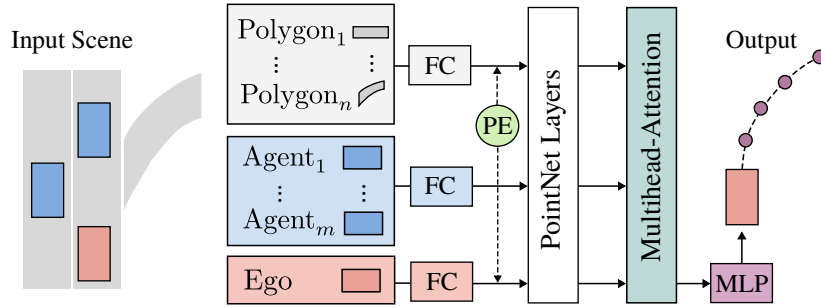 Input Scene
Polygon₁
⋮ ⋮
Polygonₙ
FC
Agent₁
⋮ ⋮
Agentₘ
FC
Ego
FC
PE
PointNet Layers
Multihead-Attention
MLP
Output